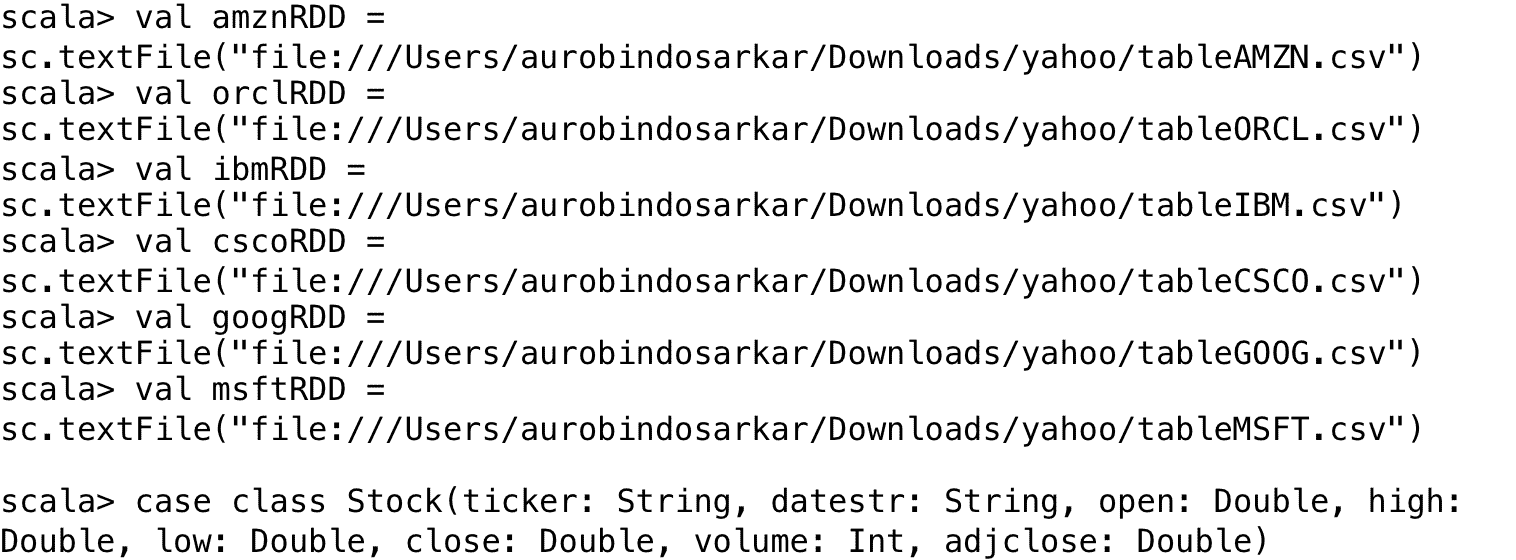 scala> val amznRDD =
sc.textFile("file:///Users/aurobindosarkar/Downloads/yahoo/tableAMZN.csv")
scala> val orclRDD =
sc.textFile("file:///Users/aurobindosarkar/Downloads/yahoo/tableORCL.csv")
scala> val ibmRDD =
sc.textFile("file:///Users/aurobindosarkar/Downloads/yahoo/tableIBM.csv")
scala> val cscoRDD =
sc.textFile("file:///Users/aurobindosarkar/Downloads/yahoo/tableCSCO.csv")
scala> val googRDD =
sc.textFile("file:///Users/aurobindosarkar/Downloads/yahoo/tableGOOG.csv")
scala> val msftRDD =
sc.textFile("file:///Users/aurobindosarkar/Downloads/yahoo/tableMSFT.csv")
scala> case class Stock(ticker: String, datestr: String, open: Double, high:
Double, low: Double, close: Double, volume: Int, adjclose: Double)